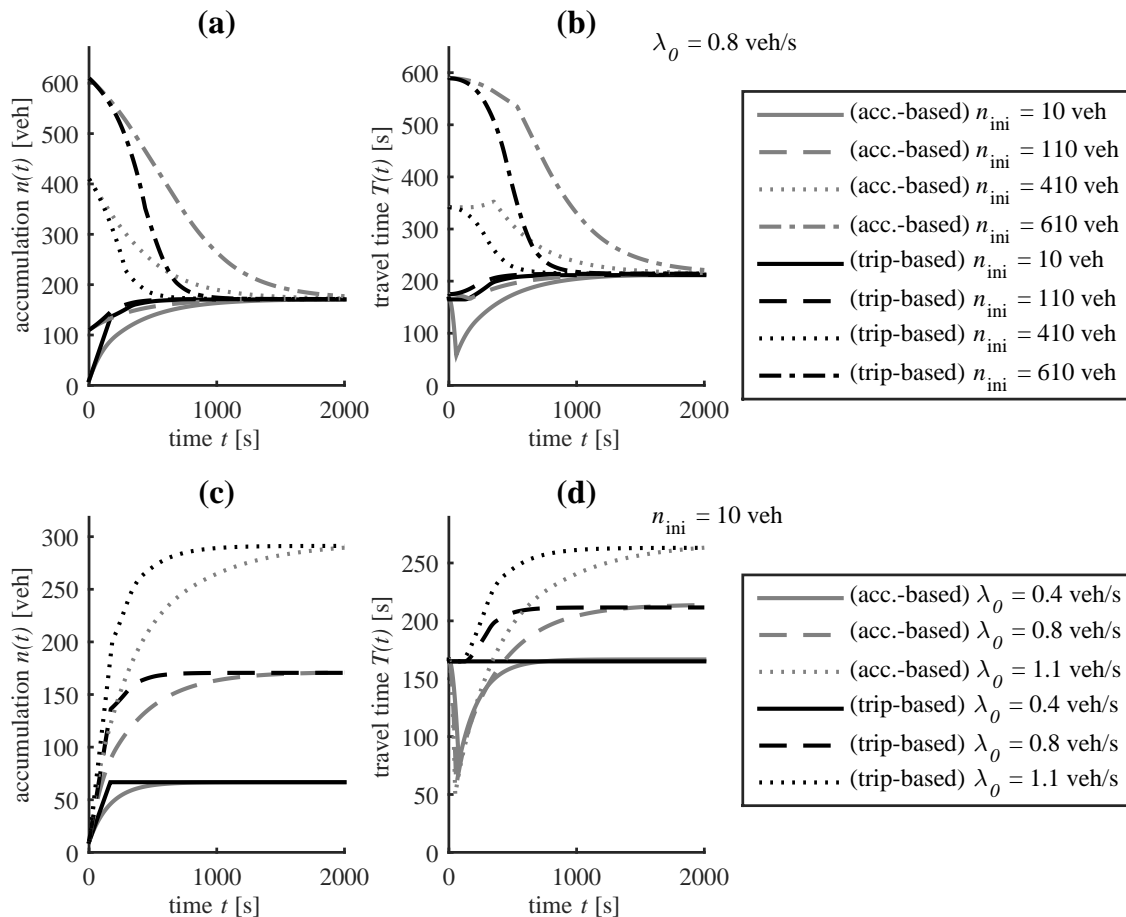 (a)
(b)
λ0 = 0.8 veh/s
accumulation n(t) [veh]
600
500
400
300
200
100
0
0 1000 2000
time t [s]
travel time T(t) [s]
600
500
400
300
200
100
0
0 1000 2000
time t [s]
(acc.-based) nini = 10 veh
(acc.-based) nini = 110 veh
(acc.-based) nini = 410 veh
(acc.-based) nini = 610 veh
(trip-based) nini = 10 veh
(trip-based) nini = 110 veh
(trip-based) nini = 410 veh
(trip-based) nini = 610 veh
(c)
(d)
nini = 10 veh
accumulation n(t) [veh]
300
250
200
150
100
50
0
0 1000 2000
time t [s]
travel time T(t) [s]
250
200
150
100
50
0
0 1000 2000
time t [s]
(acc.-based) λ0 = 0.4 veh/s
(acc.-based) λ0 = 0.8 veh/s
(acc.-based) λ0 = 1.1 veh/s
(trip-based) λ0 = 0.4 veh/s
(trip-based) λ0 = 0.8 veh/s
(trip-based) λ0 = 1.1 veh/s